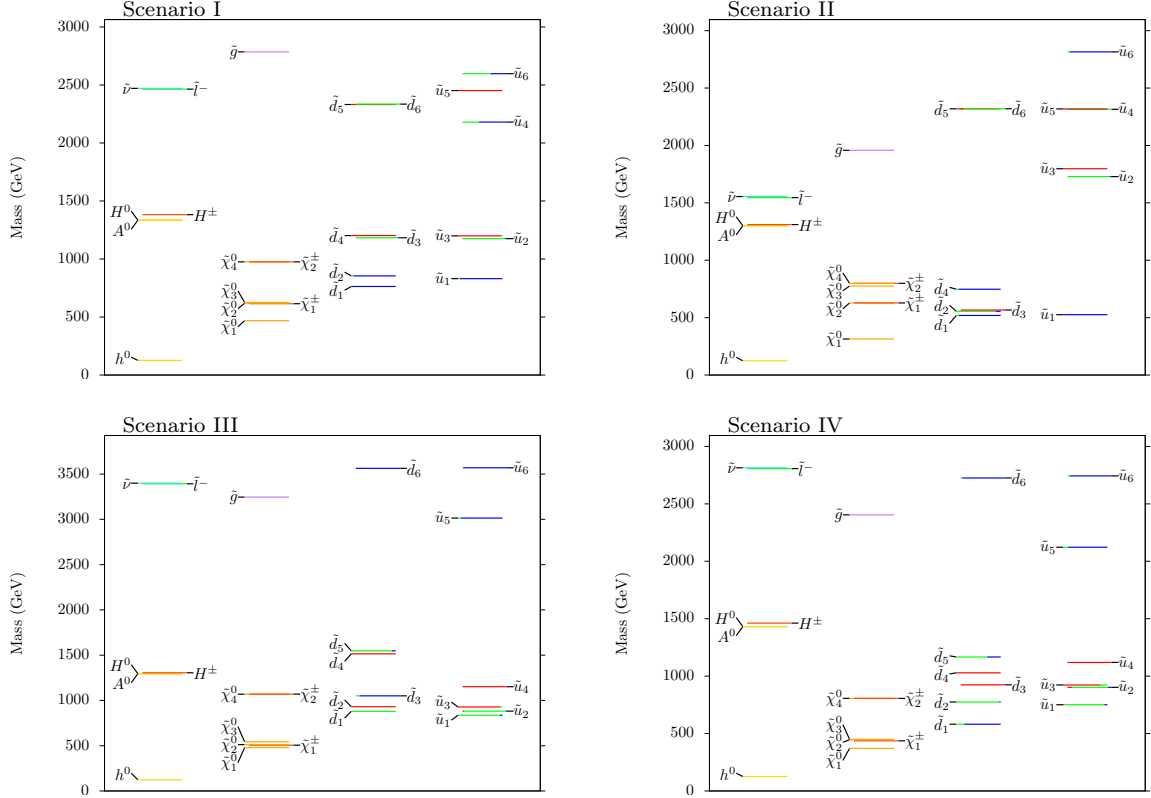 Scenario I
Mass (GeV)
3000
2500
2000
1500
1000
500
0
g̃
ν̃ l̃⁻
H⁰ H±
A⁰
χ̃⁰₄ χ̃±₂
χ̃⁰₃
χ̃⁰₂ χ̃±₁
χ̃⁰₁
h⁰
d̃₅ d̃₆
d̃₄ d̃₃
d̃₂
d̃₁
ũ₆
ũ₅
ũ₄
ũ₃ ũ₂
ũ₁
Scenario II
Mass (GeV)
3000
2500
2000
1500
1000
500
0
g̃
ν̃ l̃⁻
H⁰ H±
A⁰
χ̃⁰₄
χ̃⁰₃ χ̃±₂
χ̃⁰₂ χ̃±₁
χ̃⁰₁
h⁰
d̃₅ d̃₆
d̃₄
d̃₂ d̃₃
d̃₁
ũ₆
ũ₅ ũ₄
ũ₃ ũ₂
ũ₁
Scenario III
Mass (GeV)
3500
3000
2500
2000
1500
1000
500
0
ν̃ l̃⁻
g̃
H⁰ H±
A⁰
χ̃⁰₄ χ̃±₂
χ̃⁰₃
χ̃⁰₂ χ̃±₁
χ̃⁰₁
h⁰
d̃₆
d̃₅
d̃₄
d̃₂ d̃₃
d̃₁
ũ₆
ũ₅
ũ₄
ũ₃ ũ₂
ũ₁
Scenario IV
Mass (GeV)
3000
2500
2000
1500
1000
500
0
ν̃ l̃⁻
g̃
H⁰ H±
A⁰
χ̃⁰₄ χ̃±₂
χ̃⁰₃
χ̃⁰₂ χ̃±₁
χ̃⁰₁
h⁰
d̃₆
d̃₅
d̃₄ d̃₃
d̃₂
d̃₁
ũ₆
ũ₅
ũ₄
ũ₃ ũ₂
ũ₁